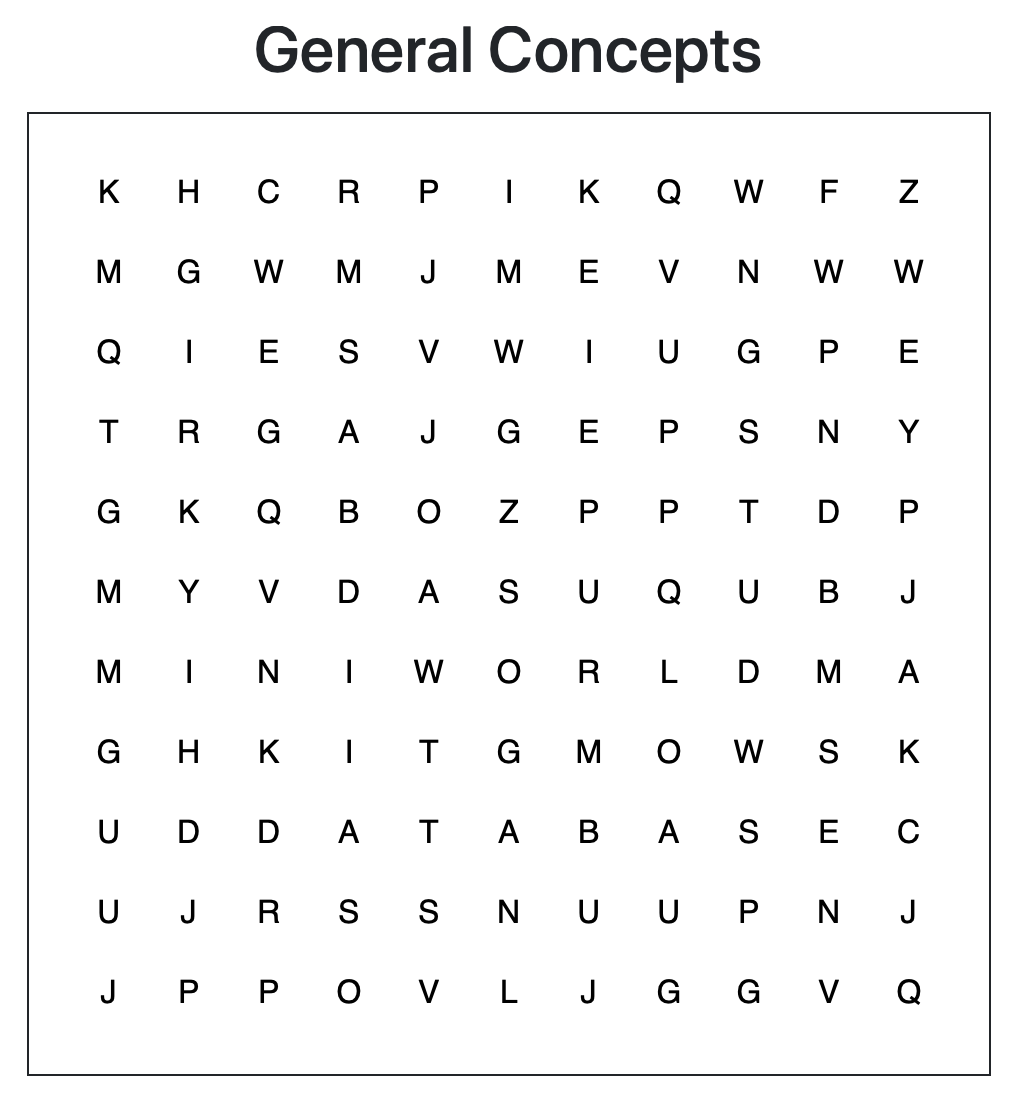 General Concepts
K H C R P I K Q W F Z
M G W M J M E V N W W
Q I E S V W I U G P E
T R G A J G E P S N Y
G K Q B O Z P P T D P
M Y V D A S U Q U B J
M I N I W O R L D M A
G H K I T G M O W S K
U D D A T A B A S E C
U J R S S N U U P N J
J P P O V L J G G V Q